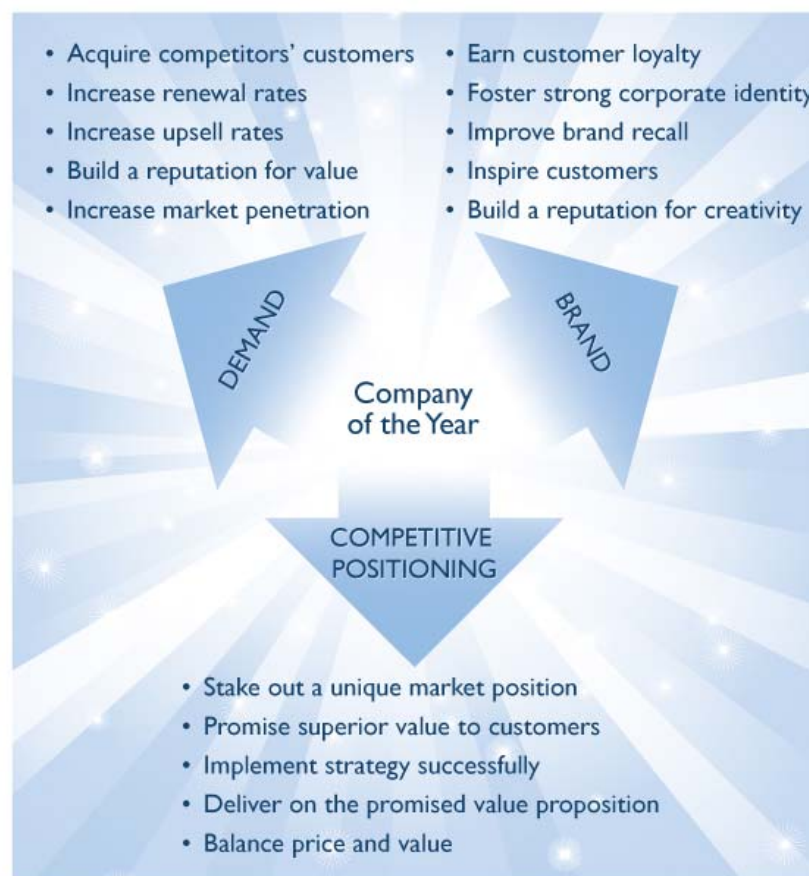 • Acquire competitors' customers
• Increase renewal rates
• Increase upsell rates
• Build a reputation for value
• Increase market penetration
• Earn customer loyalty
• Foster strong corporate identity
• Improve brand recall
• Inspire customers
• Build a reputation for creativity
DEMAND
BRAND
Company
of the Year
COMPETITIVE
POSITIONING
• Stake out a unique market position
• Promise superior value to customers
• Implement strategy successfully
• Deliver on the promised value proposition
• Balance price and value